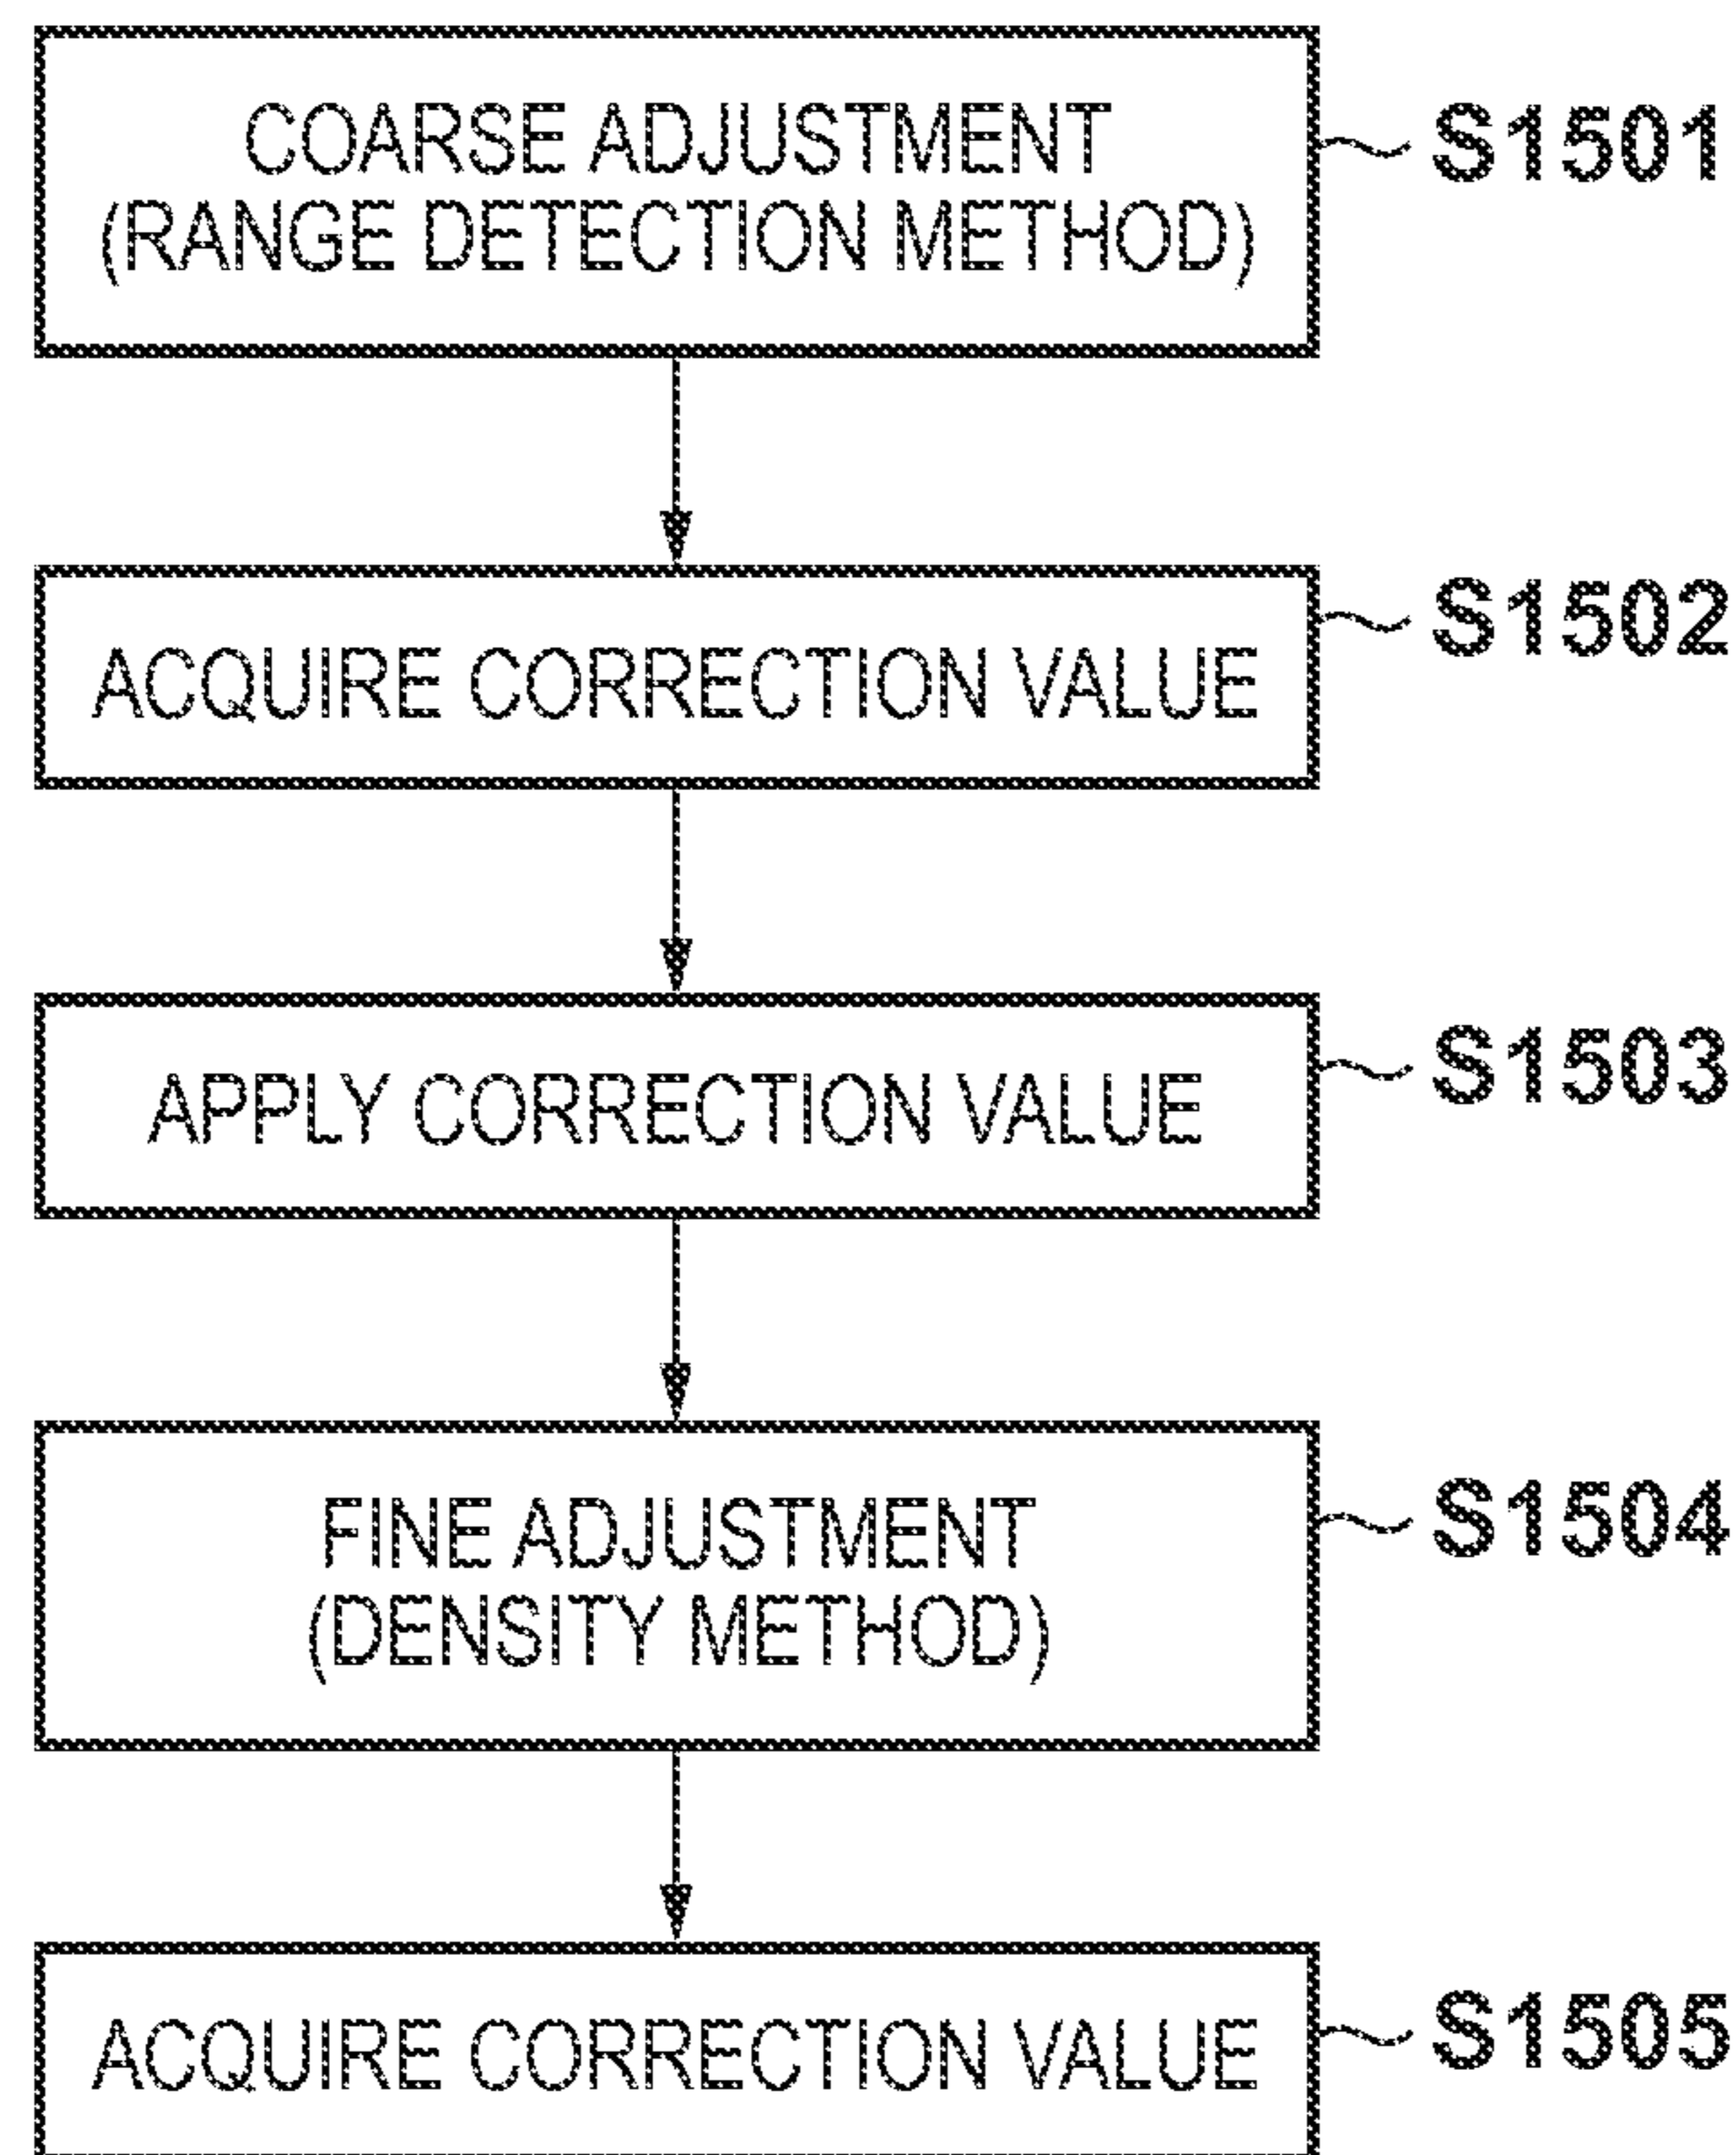 COARSE ADJUSTMENT
(RANGE DETECTION METHOD)
S1501
ACQUIRE CORRECTION VALUE
S1502
APPLY CORRECTION VALUE
S1503
FINE ADJUSTMENT
(DENSITY METHOD)
S1504
ACQUIRE CORRECTION VALUE
S1505